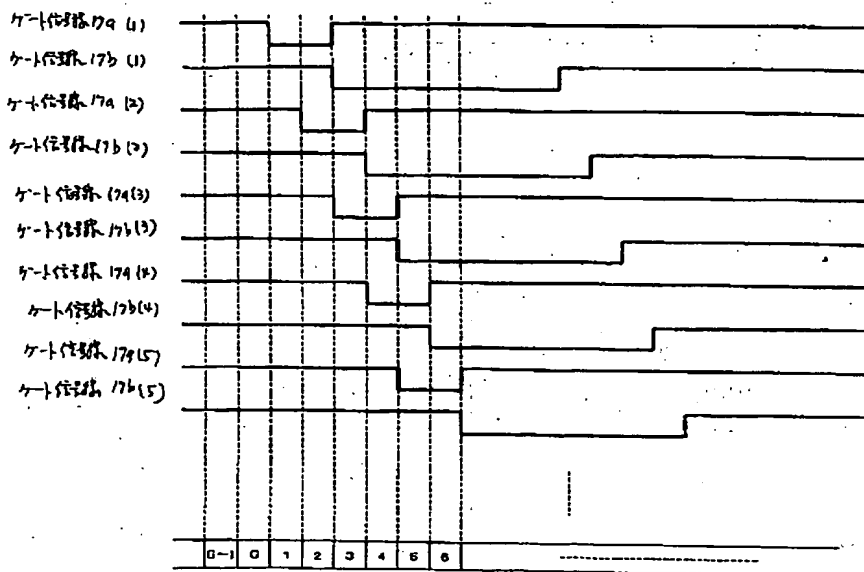 ゲート信号線17a(1)
ゲート信号線17b(1)
ゲート信号線17a(2)
ゲート信号線17b(2)
ゲート信号線17a(3)
ゲート信号線17b(3)
ゲート信号線17a(4)
ゲート信号線17b(4)
ゲート信号線17a(5)
ゲート信号線17b(5)
G-1 G 1 2 3 4 5 6